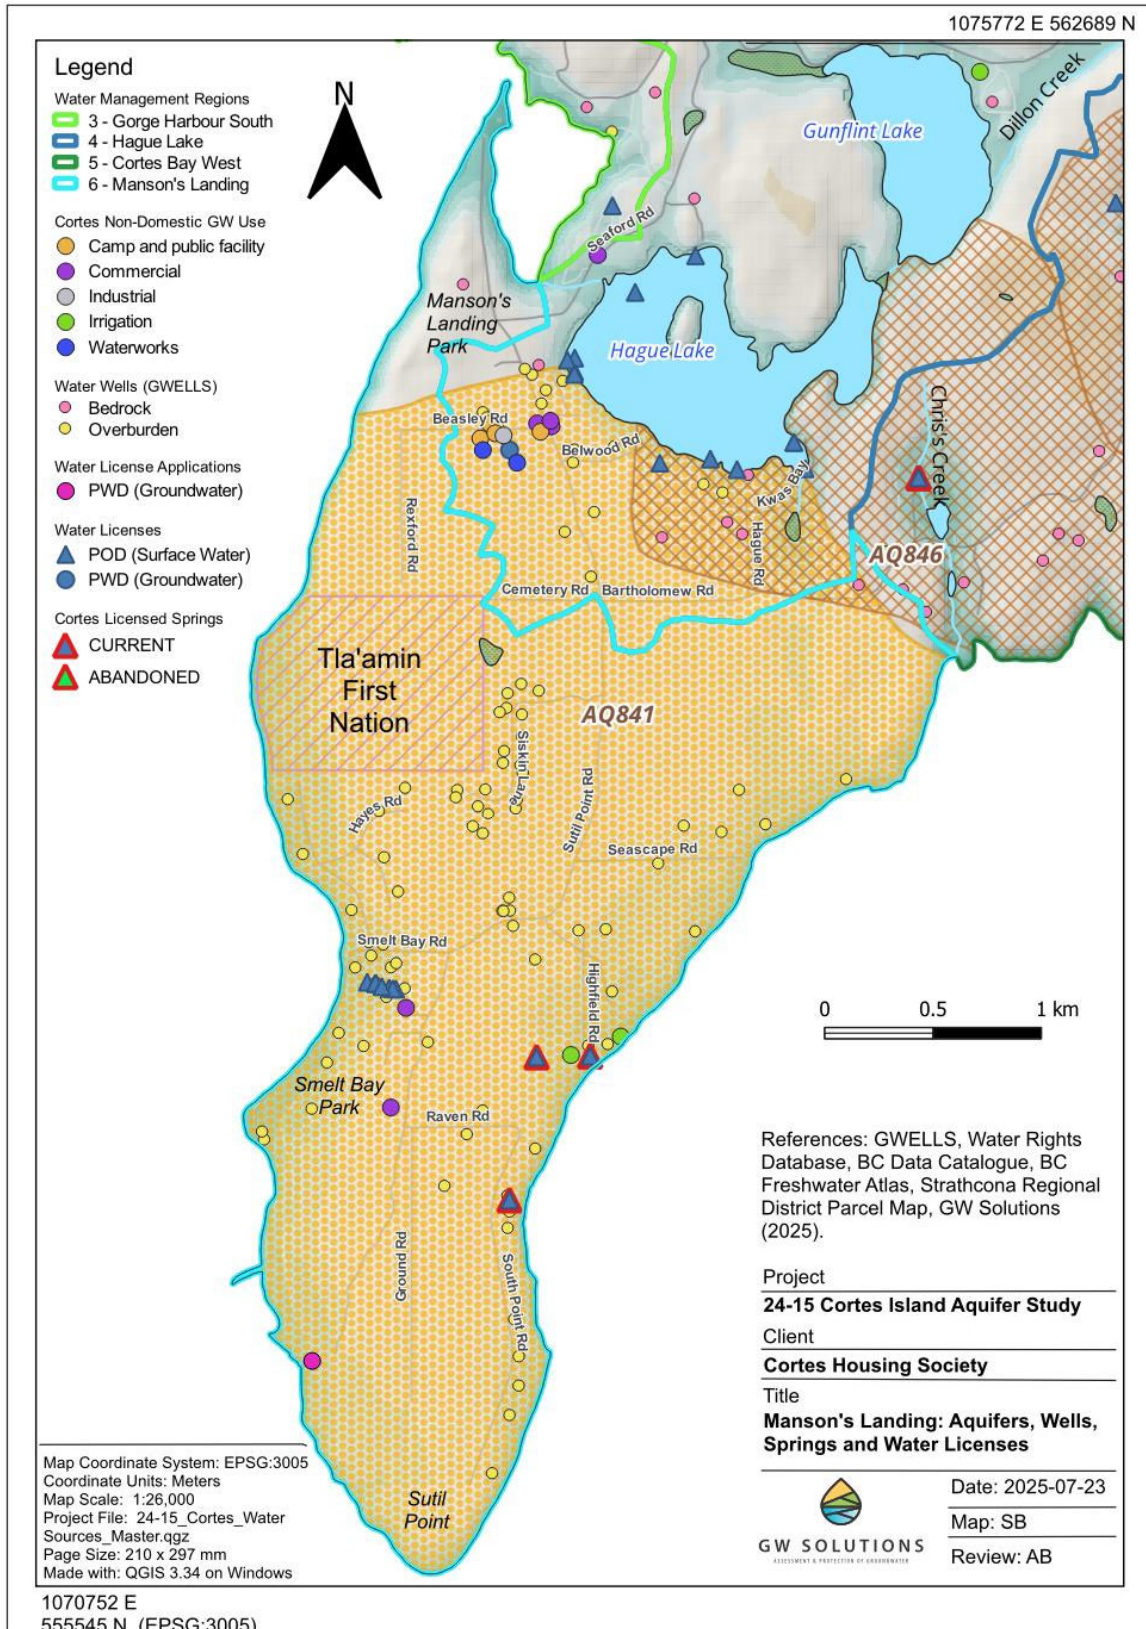 1075772 E 562689 N
Legend
Water Management Regions
3 - Gorge Harbour South
4 - Hague Lake
5 - Cortes Bay West
6 - Manson's Landing
Cortes Non-Domestic GW Use
Camp and public facility
Commercial
Industrial
Irrigation
Waterworks
Water Wells (GWELLS)
Bedrock
Overburden
Water License Applications
PWD (Groundwater)
Water Licenses
POD (Surface Water)
PWD (Groundwater)
Cortes Licensed Springs
CURRENT
ABANDONED
N
Gunflint Lake
Dillon Creek
Seaford Rd
Manson's
Landing
Park
Hague Lake
Beasley Rd
Belwood Rd
Kwas Bay
Chris's Creek
Rexford Rd
Hague Rd
AQ846
Cemetery Rd
Bartholomew Rd
Tla'amin
First
Nation
AQ841
Siskin Lane
Sutil Point Rd
Hayes Rd
Seascape Rd
Smelt Bay Rd
Highfield Rd
0 0.5 1 km
Smelt Bay
Park
Raven Rd
Ground Rd
South Point Rd
Sutil
Point
References: GWELLS, Water Rights
Database, BC Data Catalogue, BC
Freshwater Atlas, Strathcona Regional
District Parcel Map, GW Solutions
(2025).
Project
24-15 Cortes Island Aquifer Study
Client
Cortes Housing Society
Title
Manson's Landing: Aquifers, Wells,
Springs and Water Licenses
GW SOLUTIONS
ASSESSMENT & PROTECTION OF GROUNDWATER
Date: 2025-07-23
Map: SB
Review: AB
Map Coordinate System: EPSG:3005
Coordinate Units: Meters
Map Scale: 1:26,000
Project File: 24-15_Cortes_Water
Sources_Master.qgz
Page Size: 210 x 297 mm
Made with: QGIS 3.34 on Windows
1070752 E
555545 N (EPSG:3005)